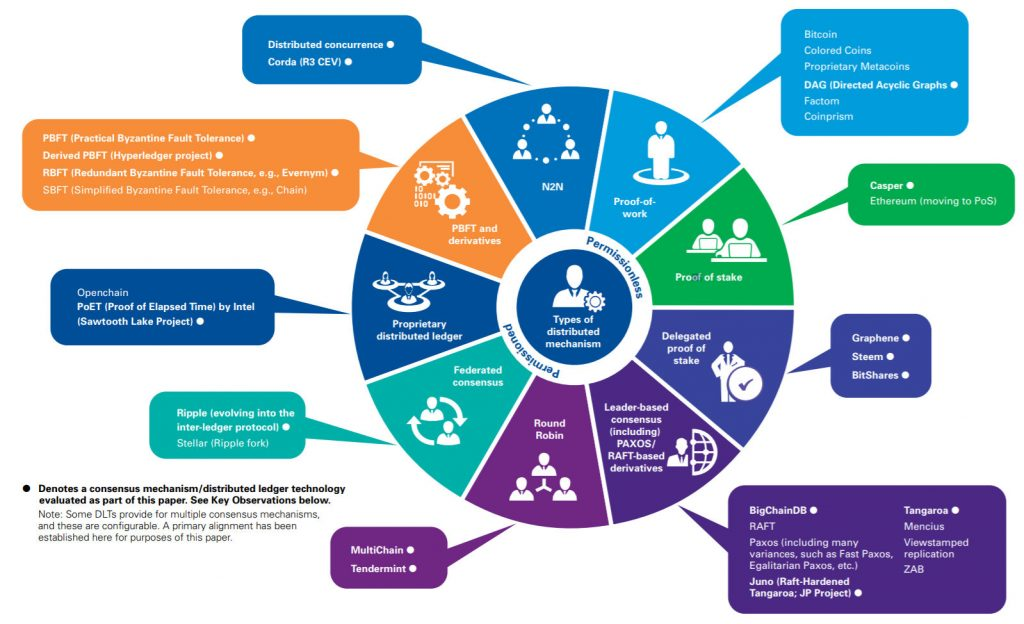 Distributed concurrence ●
Corda (R3 CEV) ●
Bitcoin
Colored Coins
Proprietary Metacoins
DAG (Directed Acyclic Graphs ●
Factom
Coinprism
PBFT (Practical Byzantine Fault Tolerance) ●
Derived PBFT (Hyperledger project) ●
RBFT (Redundant Byzantine Fault Tolerance, e.g., Evernym) ●
SBFT (Simplified Byzantine Fault Tolerance, e.g., Chain)
Casper ●
Ethereum (moving to PoS)
Openchain
PoET (Proof of Elapsed Time) by Intel
(Sawtooth Lake Project) ●
Graphene ●
Steem ●
BitShares ●
Ripple (evolving into the
inter-ledger protocol) ●
Stellar (Ripple fork)
N2N
Proof-of-
work
Proof of stake
Delegated
proof of
stake
Leader-based
consensus
(including)
PAXOS/
RAFT-based
derivatives
Round
Robin
Federated
consensus
Proprietary
distributed ledger
10
10101
010
PBFT and
derivatives
Permissionless
Permissioned
Types of
distributed
mechanism
● Denotes a consensus mechanism/distributed ledger technology
evaluated as part of this paper. See Key Observations below.
Note: Some DLTs provide for multiple consensus mechanisms,
and these are configurable. A primary alignment has been
established here for purposes of this paper.
MultiChain ●
Tendermint ●
BigChainDB ●
RAFT
Paxos (including many
variances, such as Fast Paxos,
Egalitarian Paxos, etc.)
Juno (Raft-Hardened
Tangaroa; JP Project) ●
Tangaroa ●
Mencius
Viewstamped
replication
ZAB